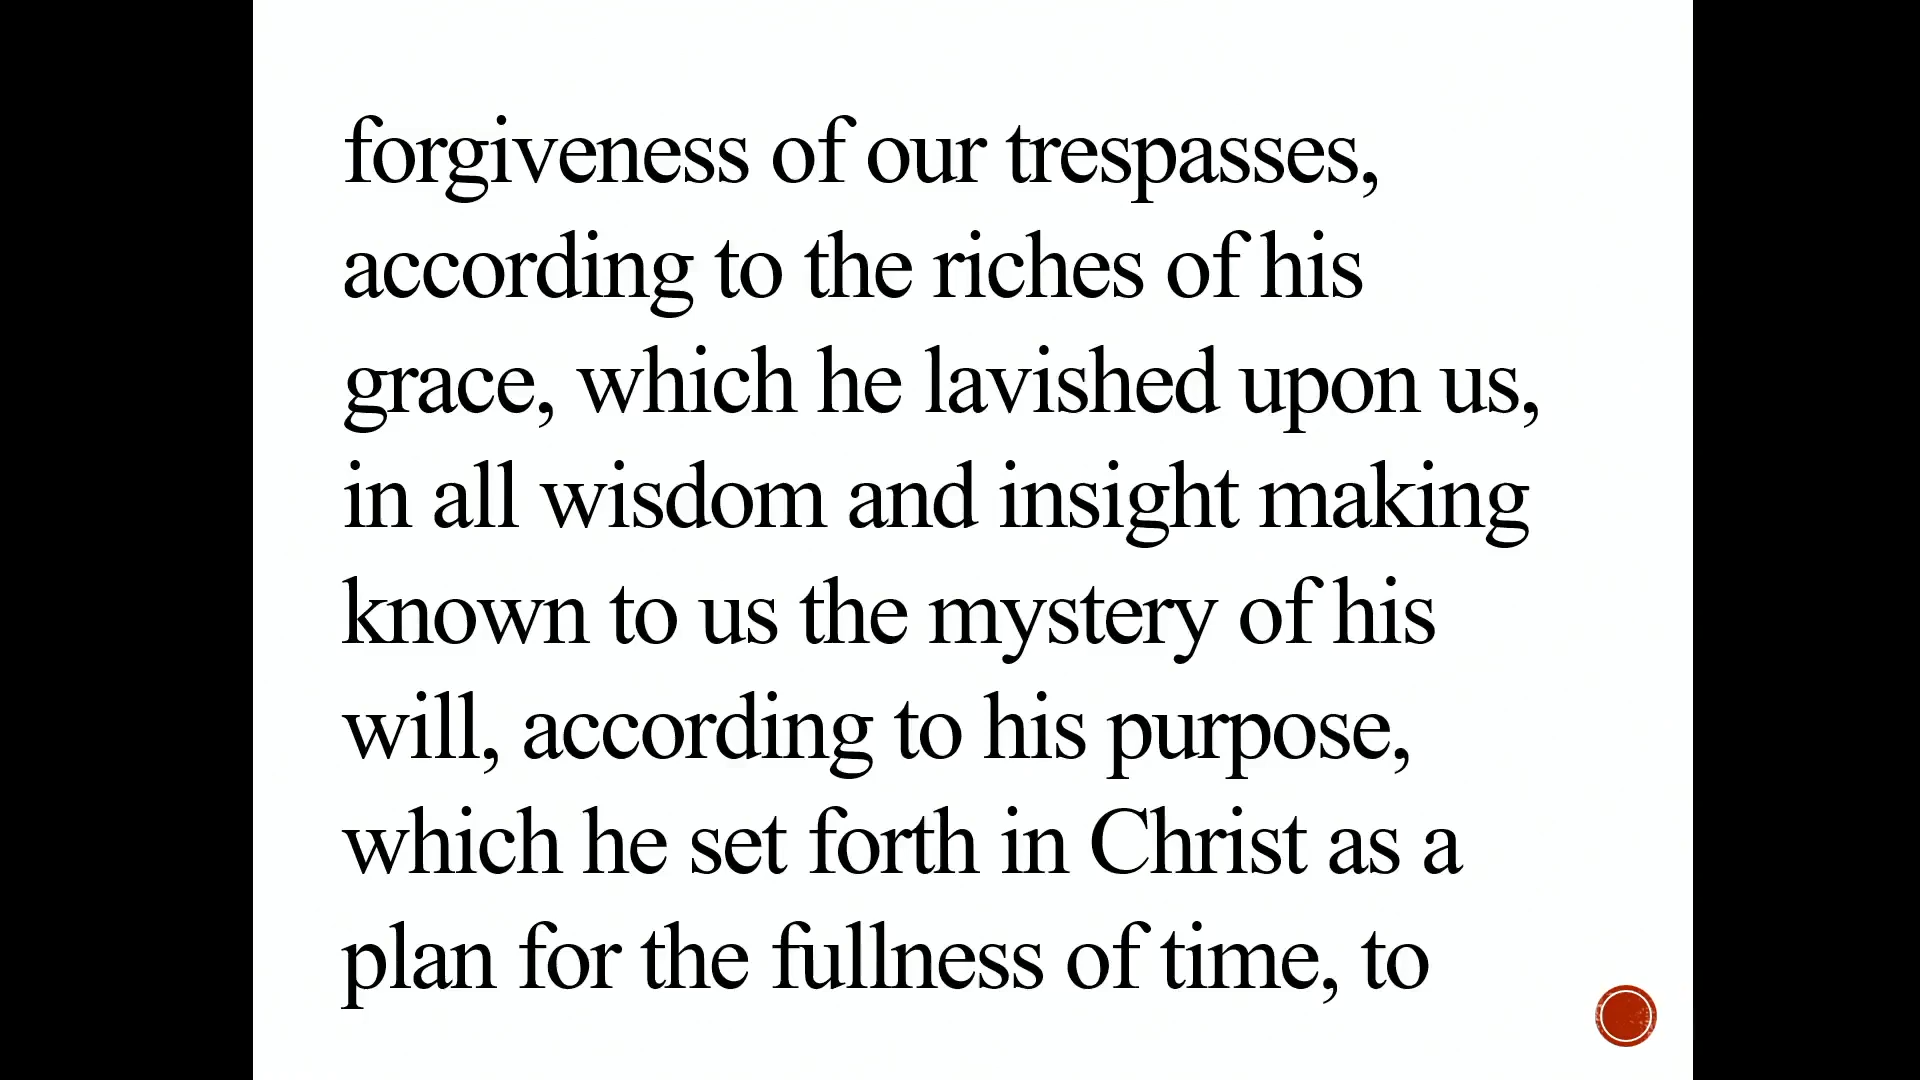 forgiveness of our trespasses,
according to the riches of his
grace, which he lavished upon us,
in all wisdom and insight making
known to us the mystery of his
will, according to his purpose,
which he set forth in Christ as a
plan for the fullness of time, to